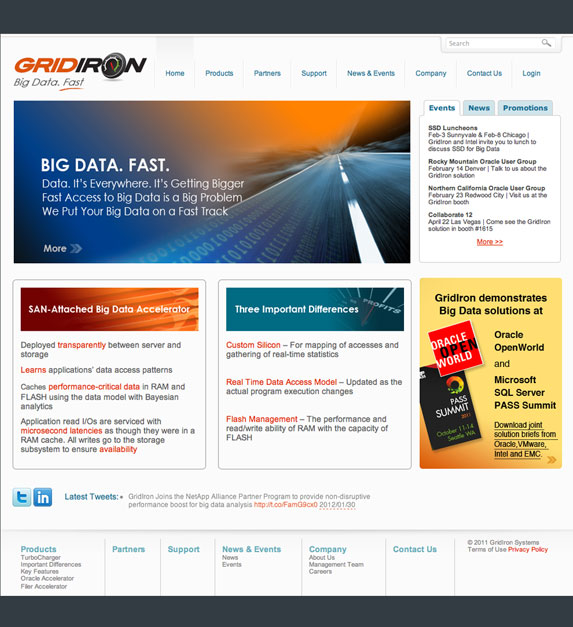 Search
GRIDIRON
Big Data. Fast
Home
Products
Partners
Support
News & Events
Company
Contact Us
Login
BIG DATA. FAST.
Data. It's Everywhere. It's Getting Bigger
Fast Access to Big Data is a Big Problem
We Put Your Big Data on a Fast Track
More
Events
News
Promotions
SSD Luncheons
Feb-3 Sunnyvale & Feb-8 Chicago |
GridIron and Intel invite you to lunch to
discuss SSD for Big Data
Rocky Mountain Oracle User Group
February 14 Denver | Talk to us about the
GridIron solution
Northern California Oracle User Group
February 23 Redwood City | Visit us at the
GridIron booth
Collaborate 12
April 22 Las Vegas | Come see the GridIron
solution in booth #1615
More >>
SAN-Attached Big Data Accelerator
Deployed transparently between server and
storage
Learns applications' data access patterns
Caches performance-critical data in RAM and
FLASH using the data model with Bayesian
analytics
Application read I/Os are serviced with
microsecond latencies as though they were in a
RAM cache. All writes go to the storage
subsystem to ensure availability
Three Important Differences
PROFITS
Custom Silicon – For mapping of accesses and
gathering of real-time statistics
Real Time Data Access Model – Updated as the
actual program execution changes
Flash Management – The performance and
read/write ability of RAM with the capacity of
FLASH
GridIron demonstrates
Big Data solutions at
ORACLE
OPEN
WORLD
PASS
SUMMIT
2011
October 11-14
Seattle WA
Oracle
OpenWorld
and
Microsoft
SQL Server
PASS Summit
Download joint
solution briefs from
Oracle,VMware,
Intel and EMC.
Latest Tweets:
GridIron Joins the NetApp Alliance Partner Program to provide non-disruptive
performance boost for big data analysis http://t.co/FamG9cx0 2012/01/30
Products
TurboCharger
Important Differences
Key Features
Oracle Accelerator
Filer Accelerator
Partners
Support
News & Events
News
Events
Company
About Us
Management Team
Careers
Contact Us
© 2011 GridIron Systems
Terms of Use Privacy Policy